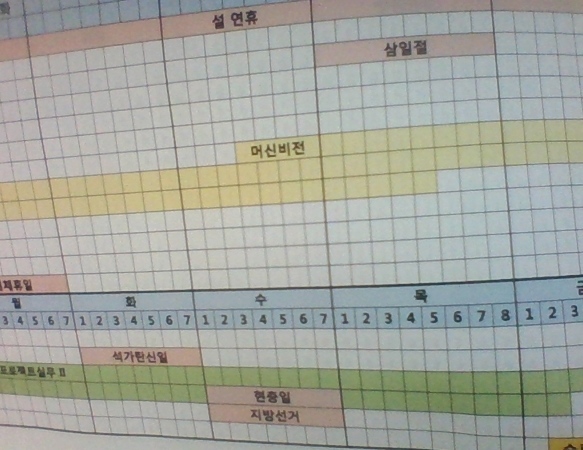 설 연휴
삼일절
머신비전
체휴일
월 화 수 목 금
3 4 5 6 7 1 2 3 4 5 6 7 1 2 3 4 5 6 7 1 2 3 4 5 6 7 8 1 2 3
석가탄신일
프로젝트실무 II
현충일
지방선거